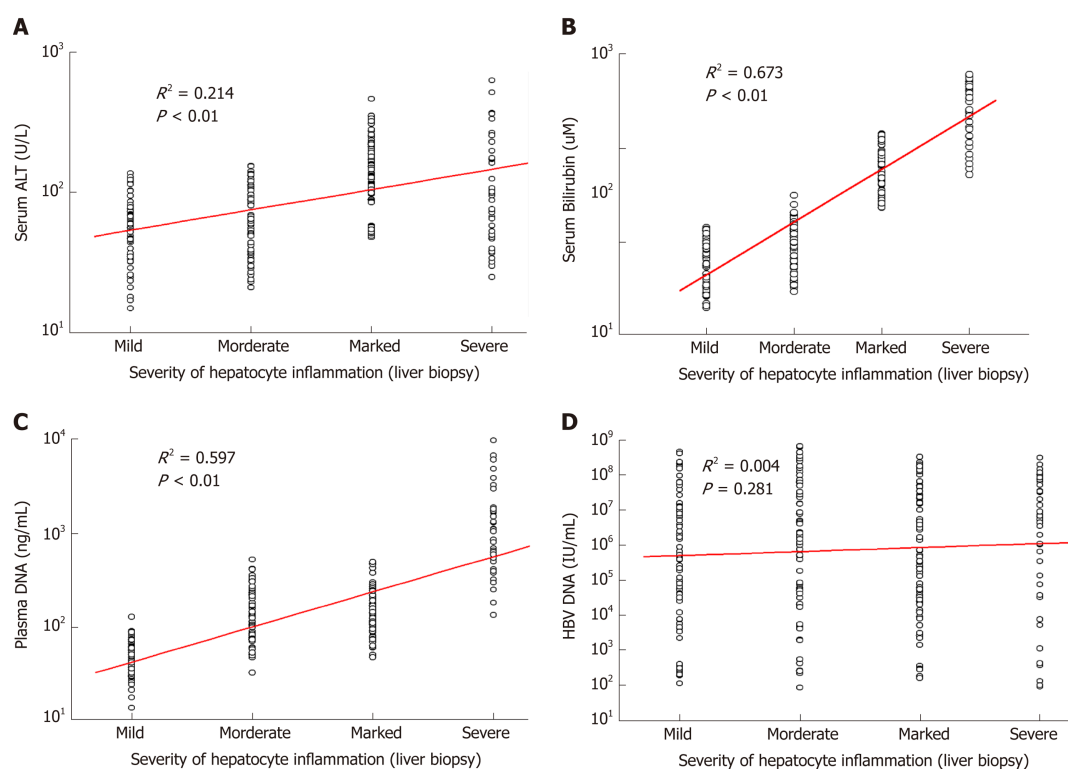 A
10³
R² = 0.214
P < 0.01
Serum ALT (U/L)
10²
10¹
Mild Morderate Marked Severe
Severity of hepatocyte inflammation (liver biopsy)
B
10³
R² = 0.673
P < 0.01
Serum Bilirubin (uM)
10²
10¹
Mild Morderate Marked Severe
Severity of hepatocyte inflammation (liver biopsy)
C
10⁴
R² = 0.597
P < 0.01
10³
Plasma DNA (ng/mL)
10²
10¹
Mild Morderate Marked Severe
Severity of hepatocyte inflammation (liver biopsy)
D
10⁹
R² = 0.004
10⁸
P = 0.281
10⁷
HBV DNA (IU/mL)
10⁶
10⁵
10⁴
10³
10²
10¹
Mild Morderate Marked Severe
Severity of hepatocyte inflammation (liver biopsy)